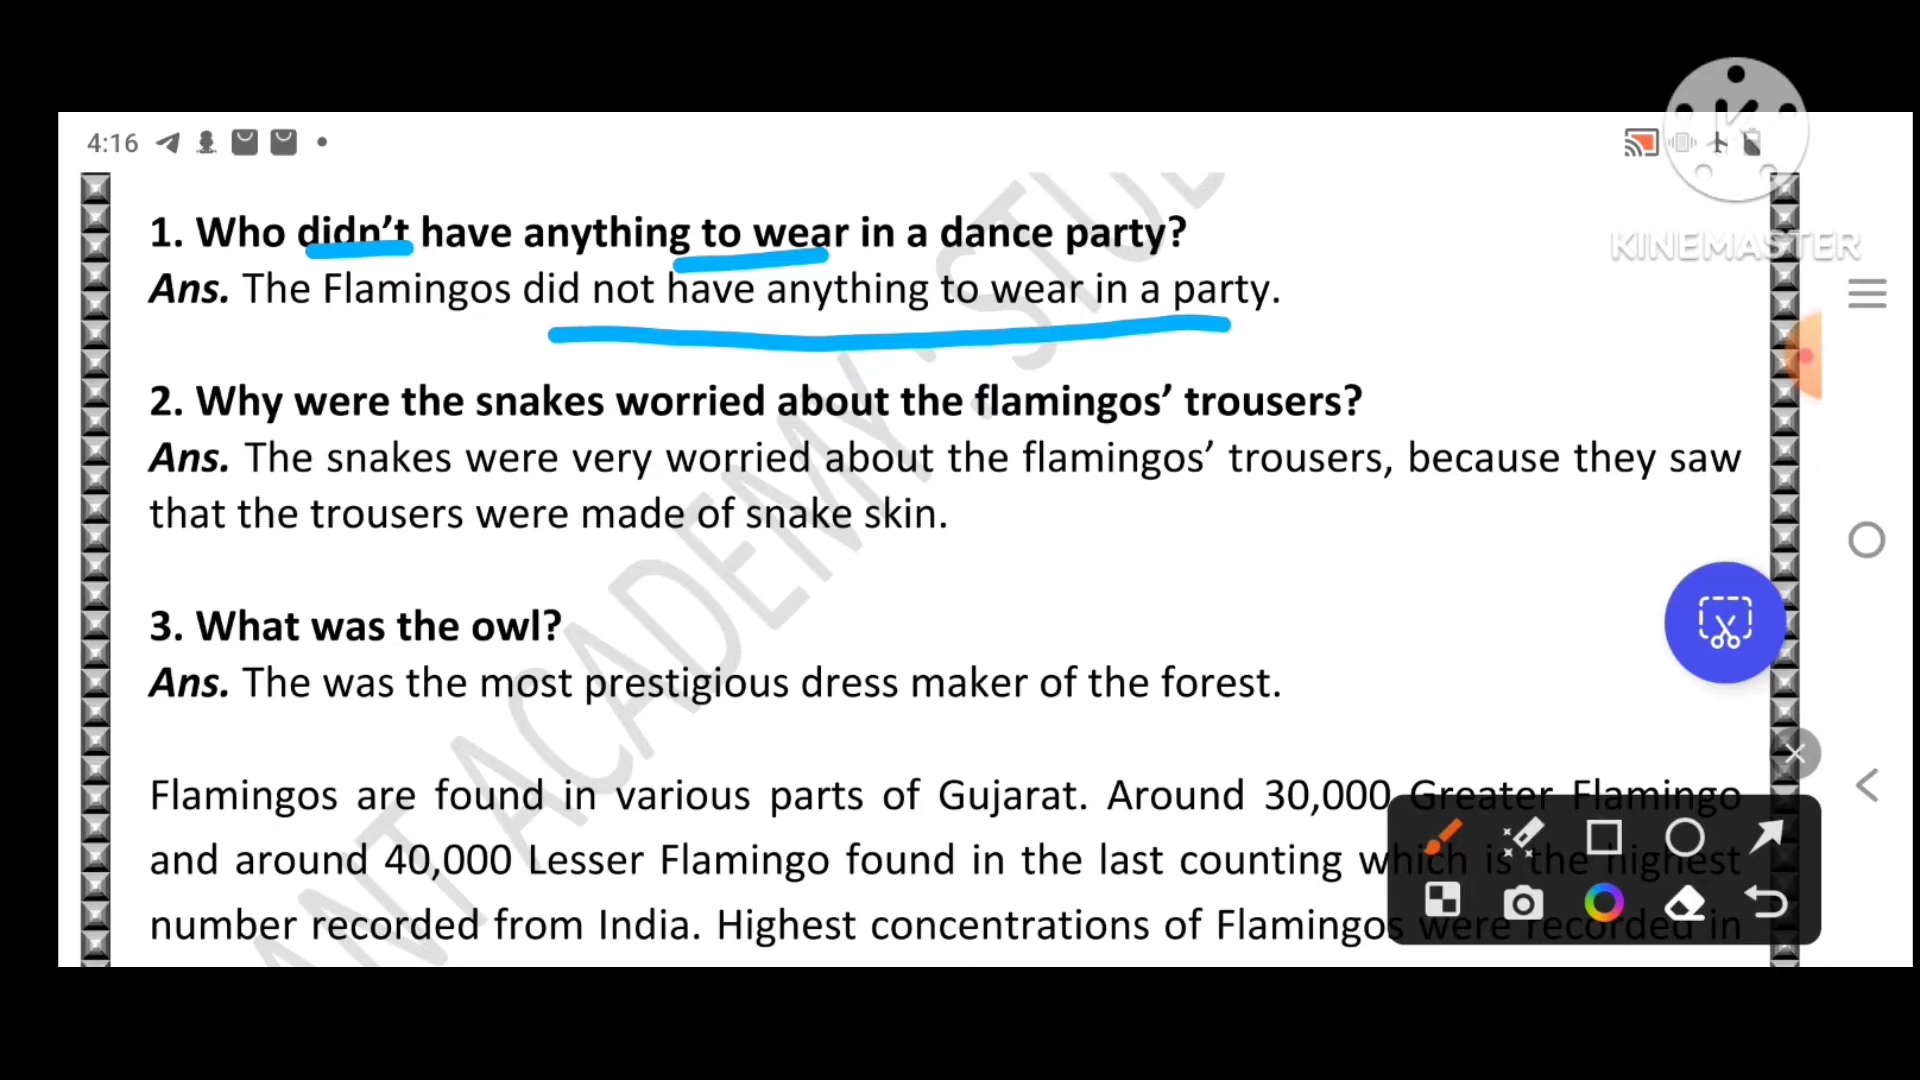 4:16
KINEMASTER
1. Who didn't have anything to wear in a dance party?
Ans. The Flamingos did not have anything to wear in a party.
2. Why were the snakes worried about the flamingos' trousers?
Ans. The snakes were very worried about the flamingos' trousers, because they saw
that the trousers were made of snake skin.
3. What was the owl?
Ans. The was the most prestigious dress maker of the forest.
Flamingos are found in various parts of Gujarat. Around 30,000 Greater Flamingo
and around 40,000 Lesser Flamingo found in the last counting which is the highest
number recorded from India. Highest concentrations of Flamingos were recorded in
ANT ACADEMY 'STUD